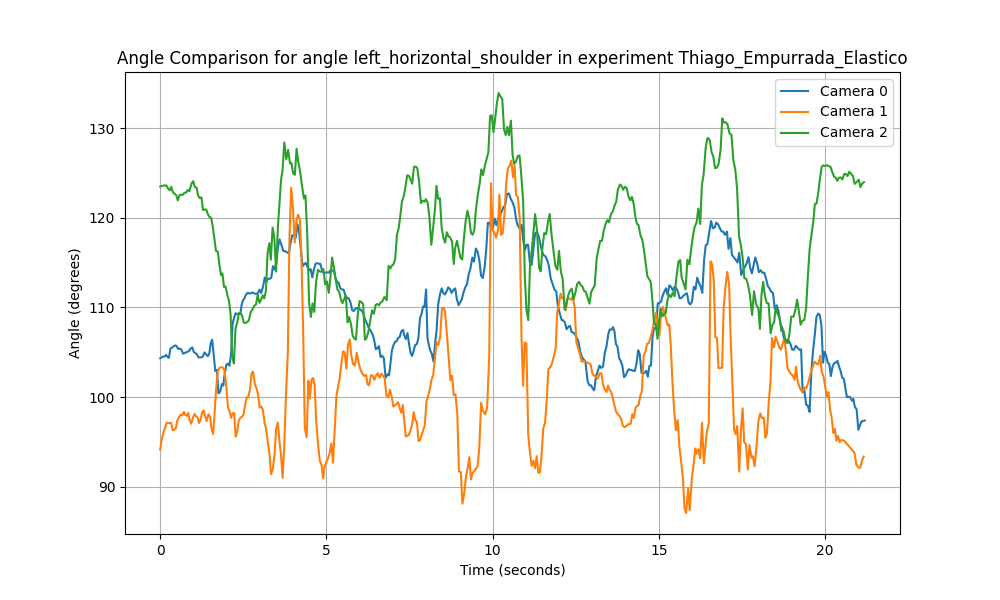 Angle Comparison for angle left_horizontal_shoulder in experiment Thiago_Empurrada_Elastico
Camera 0
Camera 1
Camera 2
130
120
110
100
90
Angle (degrees)
0 5 10 15 20
Time (seconds)